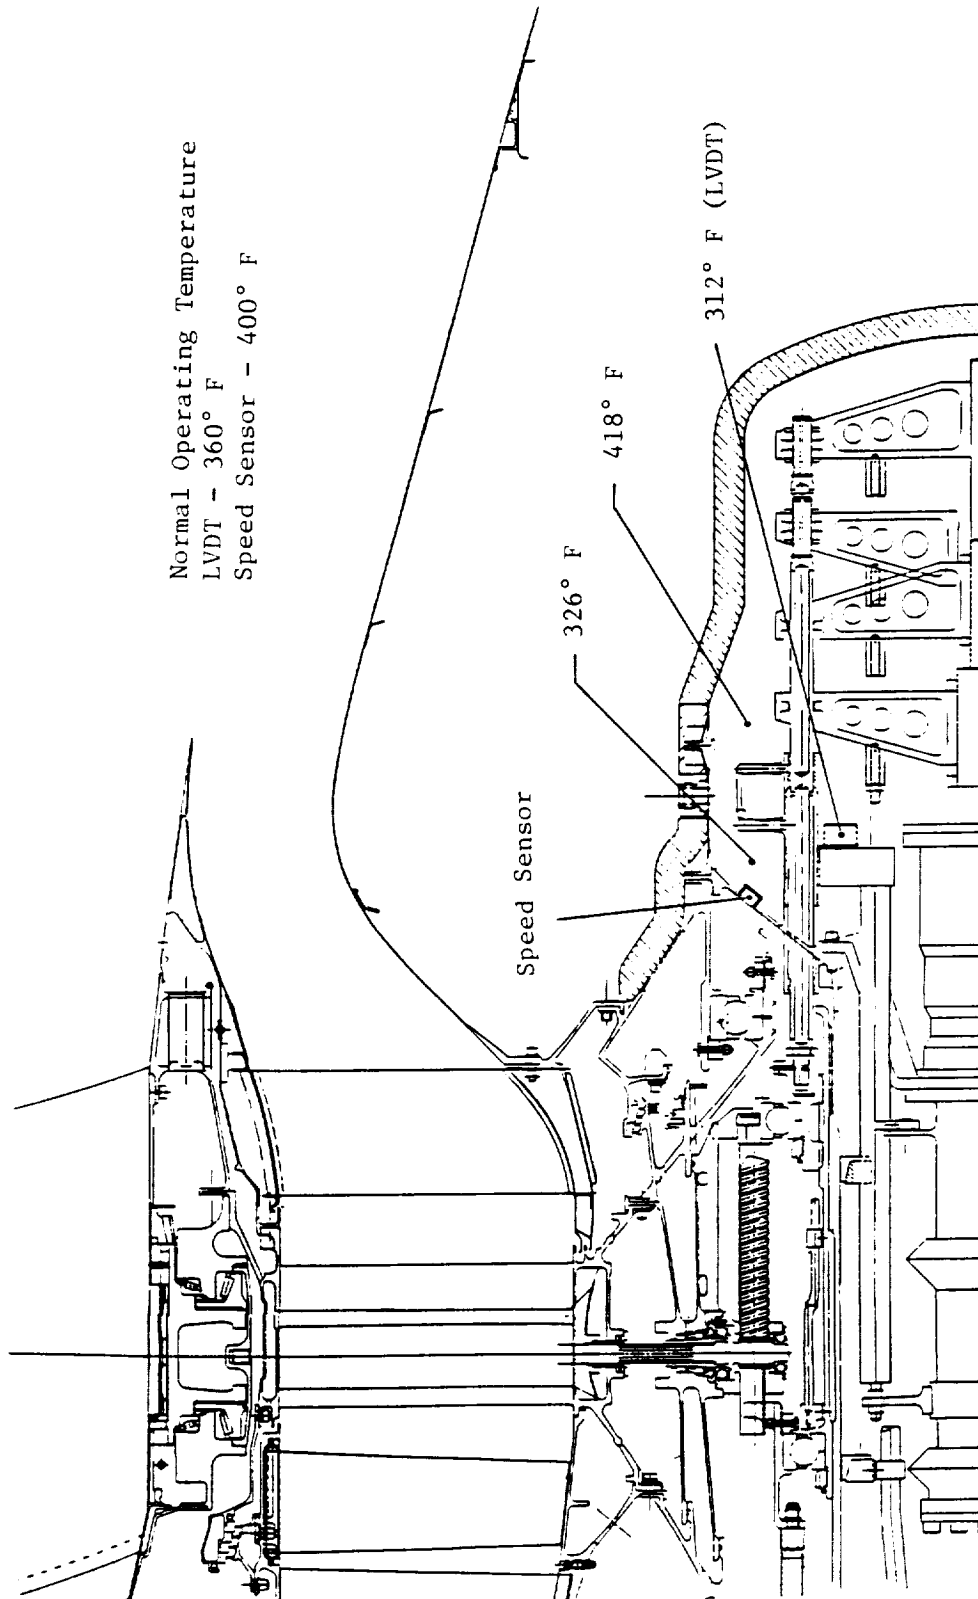 Normal Operating Temperature
LVDT - 360° F
Speed Sensor - 400° F
312° F (LVDT)
418° F
326° F
Speed Sensor